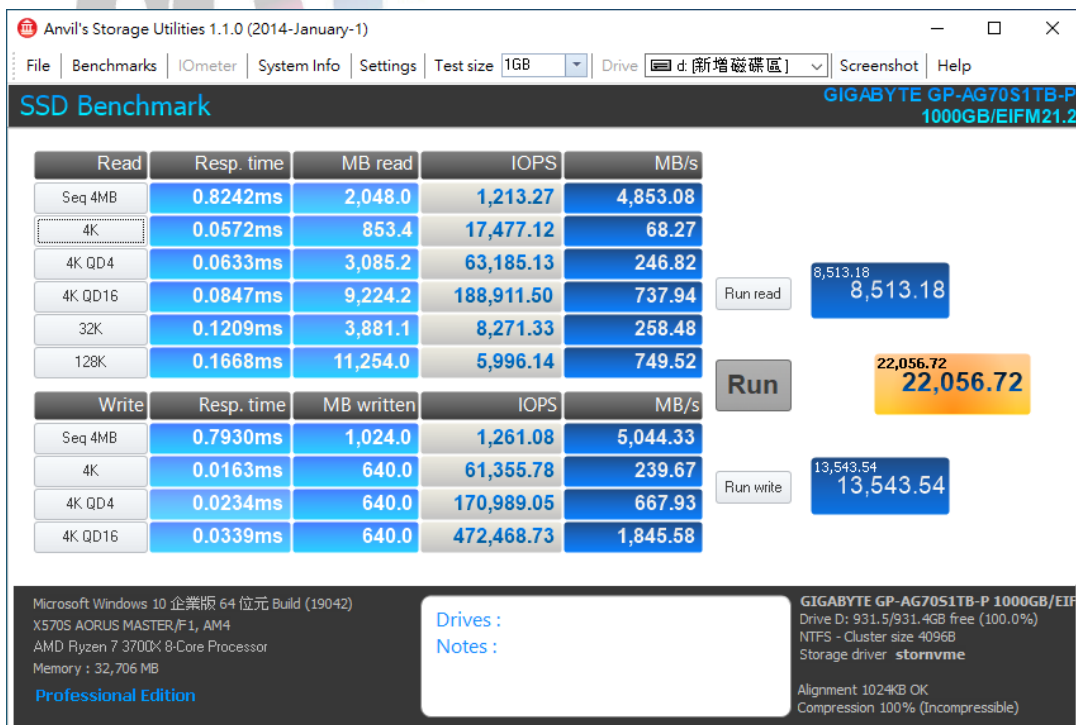 Anvil's Storage Utilities 1.1.0 (2014-January-1)
File Benchmarks IOmeter System Info Settings Test size 1GB Drive d: [新增磁碟區] Screenshot Help
SSD Benchmark
GIGABYTE GP-AG70S1TB-P
1000GB/EIFM21.2
Read Resp. time MB read IOPS MB/s
Seq 4MB 0.8242ms 2,048.0 1,213.27 4,853.08
4K 0.0572ms 853.4 17,477.12 68.27
4K QD4 0.0633ms 3,085.2 63,185.13 246.82
4K QD16 0.0847ms 9,224.2 188,911.50 737.94
32K 0.1209ms 3,881.1 8,271.33 258.48
128K 0.1668ms 11,254.0 5,996.14 749.52
Run read
8,513.18
8,513.18
Run
22,056.72
22,056.72
Write Resp. time MB written IOPS MB/s
Seq 4MB 0.7930ms 1,024.0 1,261.08 5,044.33
4K 0.0163ms 640.0 61,355.78 239.67
4K QD4 0.0234ms 640.0 170,989.05 667.93
4K QD16 0.0339ms 640.0 472,468.73 1,845.58
Run write
13,543.54
13,543.54
Microsoft Windows 10 企業版 64 位元 Build (19042)
X570S AORUS MASTER/F1, AM4
AMD Ryzen 7 3700X 8-Core Processor
Memory : 32,706 MB
Professional Edition
Drives :
Notes :
GIGABYTE GP-AG70S1TB-P 1000GB/EIF
Drive D: 931.5/931.4GB free (100.0%)
NTFS - Cluster size 4096B
Storage driver stornvme
Alignment 1024KB OK
Compression 100% (Incompressible)